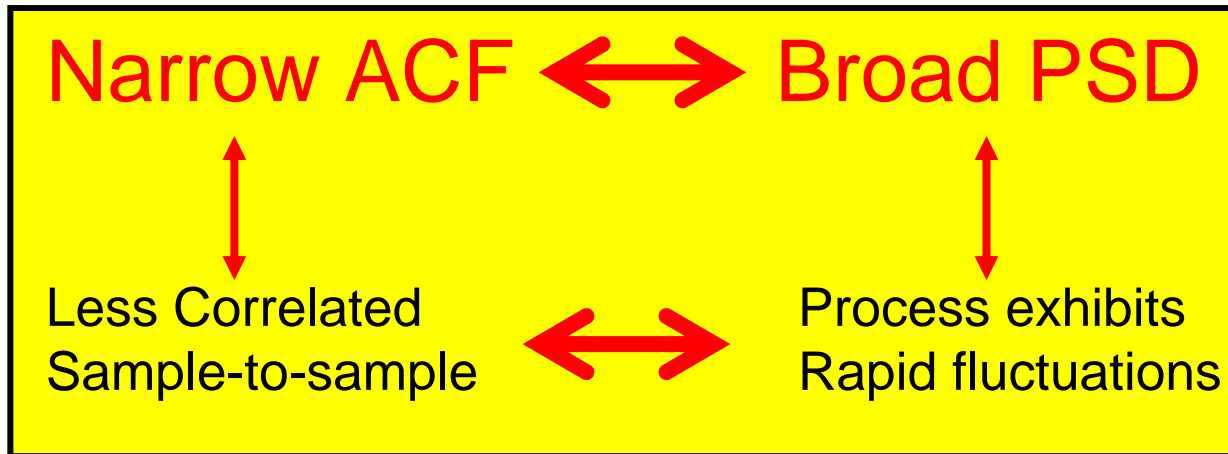 Narrow ACF
Broad PSD
Less Correlated
Sample-to-sample
Process exhibits
Rapid fluctuations